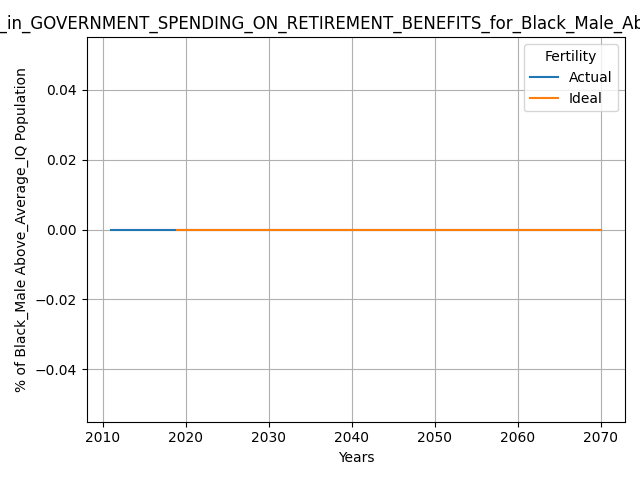 _in_GOVERNMENT_SPENDING_ON_RETIREMENT_BENEFITS_for_Black_Male_Ab
Fertility
Actual
Ideal
0.04
0.02
0.00
−0.02
−0.04
% of Black_Male Above_Average_IQ Population
2010 2020 2030 2040 2050 2060 2070
Years